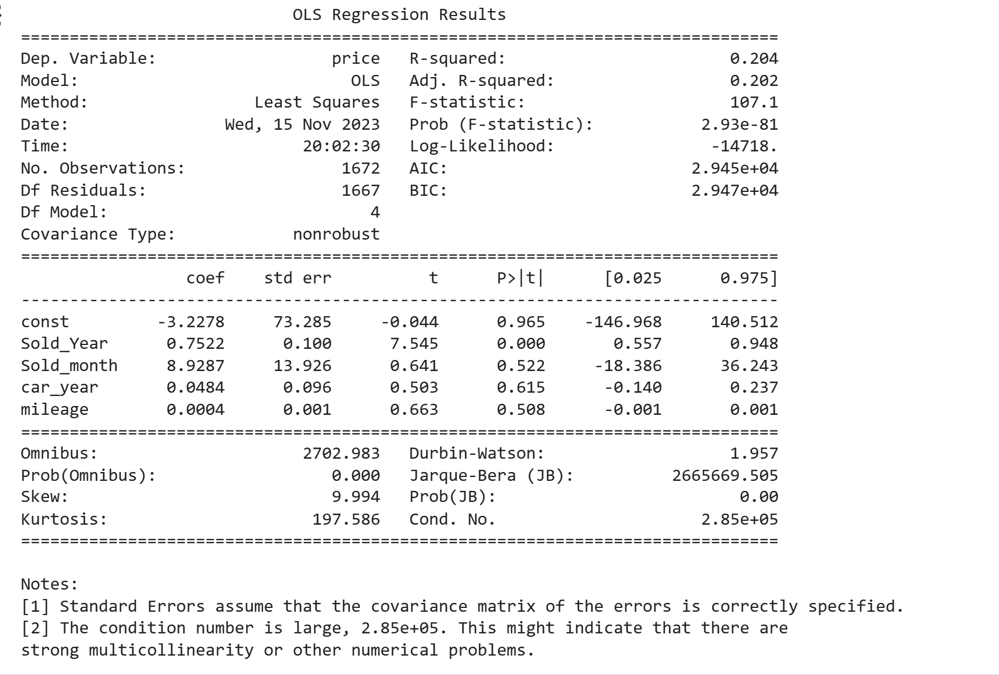 OLS Regression Results
==============================================================================
Dep. Variable:                  price   R-squared:                       0.204
Model:                            OLS   Adj. R-squared:                  0.202
Method:                 Least Squares   F-statistic:                     107.1
Date:                Wed, 15 Nov 2023   Prob (F-statistic):           2.93e-81
Time:                        20:02:30   Log-Likelihood:                -14718.
No. Observations:                1672   AIC:                         2.945e+04
Df Residuals:                    1667   BIC:                         2.947e+04
Df Model:                           4
Covariance Type:            nonrobust
==============================================================================
                 coef    std err          t      P>|t|      [0.025      0.975]
------------------------------------------------------------------------------
const         -3.2278     73.285     -0.044      0.965    -146.968     140.512
Sold_Year      0.7522      0.100      7.545      0.000       0.557       0.948
Sold_month     8.9287     13.926      0.641      0.522     -18.386      36.243
car_year       0.0484      0.096      0.503      0.615      -0.140       0.237
mileage        0.0004      0.001      0.663      0.508      -0.001       0.001
==============================================================================
Omnibus:                     2702.983   Durbin-Watson:                   1.957
Prob(Omnibus):                  0.000   Jarque-Bera (JB):          2665669.505
Skew:                           9.994   Prob(JB):                         0.00
Kurtosis:                     197.586   Cond. No.                     2.85e+05
==============================================================================
Notes:
[1] Standard Errors assume that the covariance matrix of the errors is correctly specified.
[2] The condition number is large, 2.85e+05. This might indicate that there are
strong multicollinearity or other numerical problems.